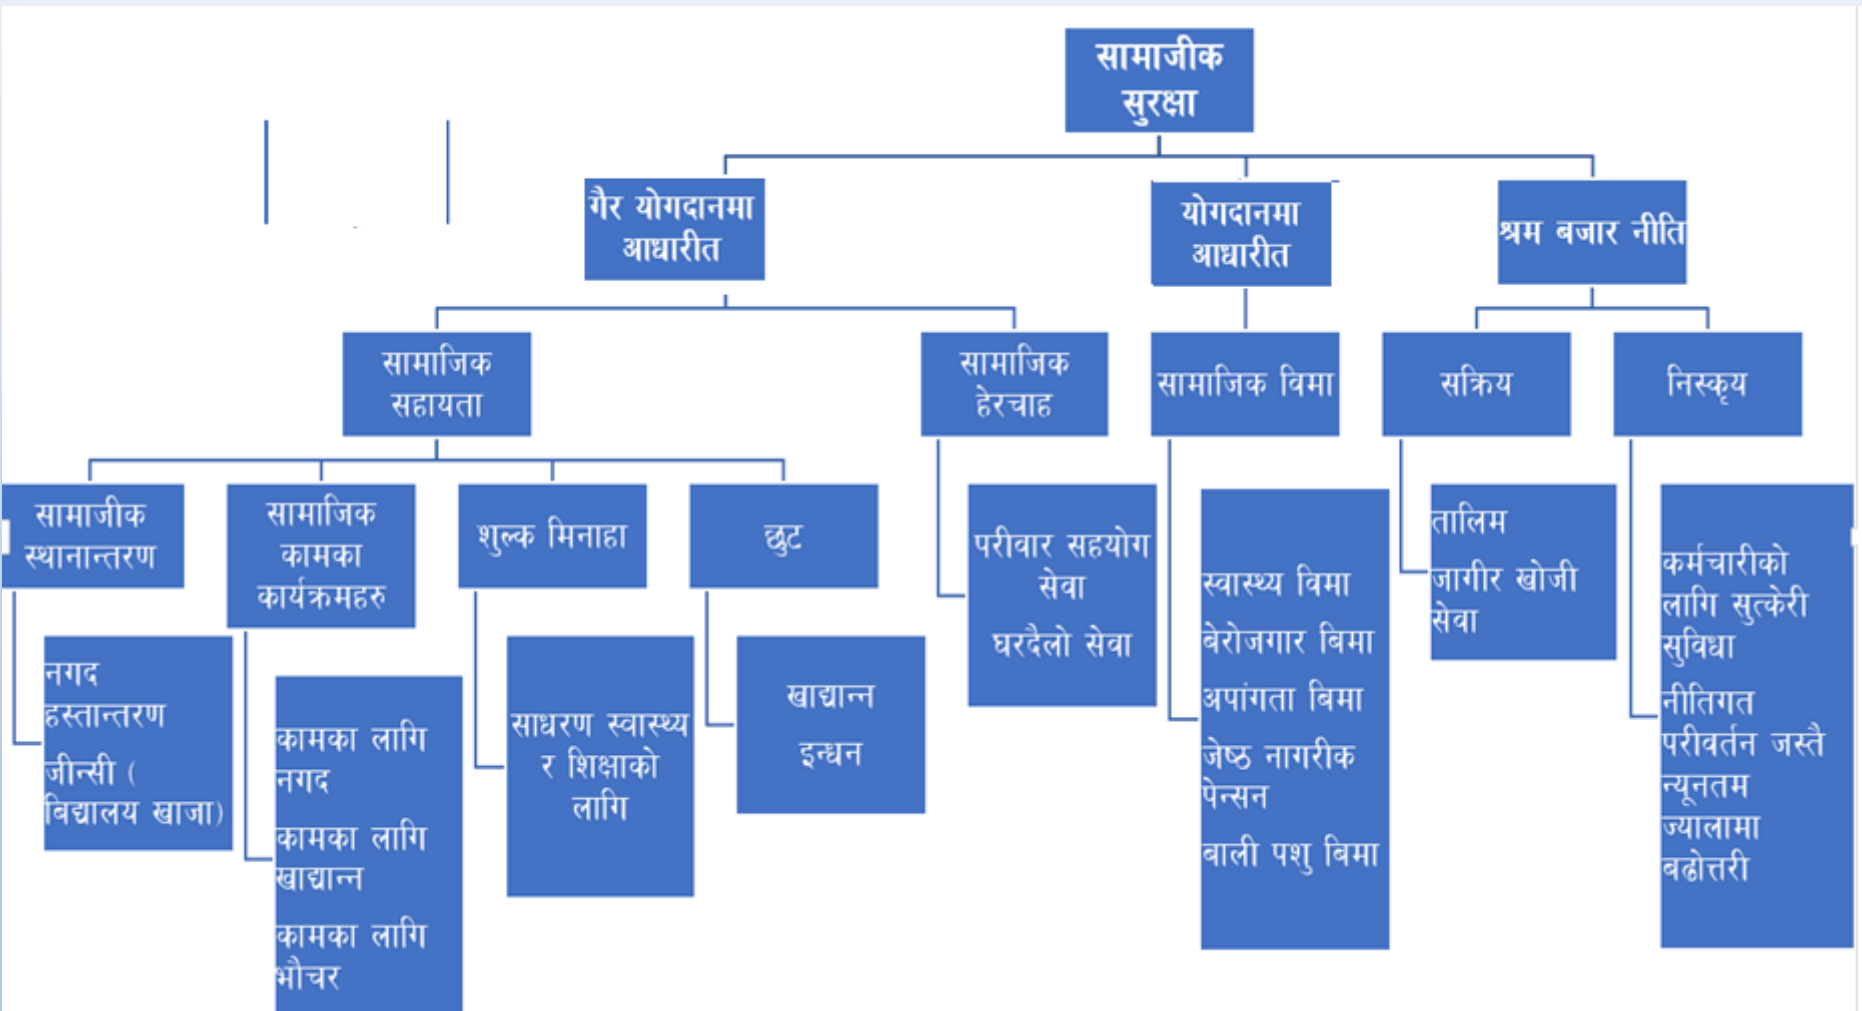 सामाजीक
सुरक्षा
गैर योगदानमा
आधारीत
योगदानमा
आधारीत
श्रम बजार नीति
सामाजिक
सहायता
सामाजिक
हेरचाह
सामाजिक विमा
सक्रिय
निस्कृय
सामाजीक
स्थानान्तरण
सामाजिक
कामका
कार्यक्रमहरु
शुल्क मिनाहा
छुट
परीवार सहयोग
सेवा
घरदैलो सेवा
स्वास्थ्य विमा
बेरोजगार बिमा
अपांगता बिमा
जेष्ठ नागरीक
पेन्सन
बाली पशु बिमा
तालिम
जागीर खोजी
सेवा
कर्मचारीको
लागि सुत्केरी
सुविधा
नीतिगत
परीवर्तन जस्तै
न्यूनतम
ज्यालामा
बढोत्तरी
नगद
हस्तान्तरण
जीन्सी (
बिद्यालय खाजा)
कामका लागि
नगद
कामका लागि
खाद्यान्न
कामका लागि
भौचर
साधरण स्वास्थ्य
र शिक्षाको
लागि
खाद्यान्न
इन्धन